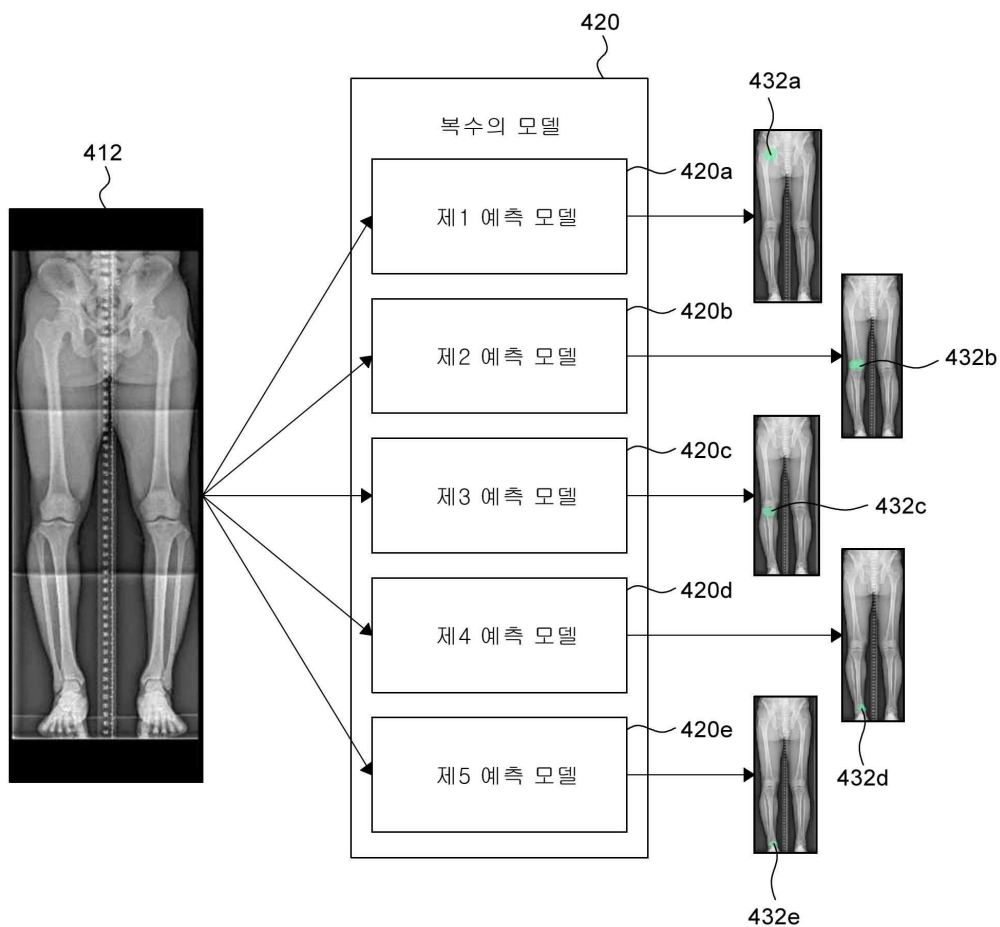 420
복수의 모델
432a
412
420a
제1 예측 모델
420b
제2 예측 모델
432b
420c
제3 예측 모델
432c
420d
제4 예측 모델
432d
420e
제5 예측 모델
432e